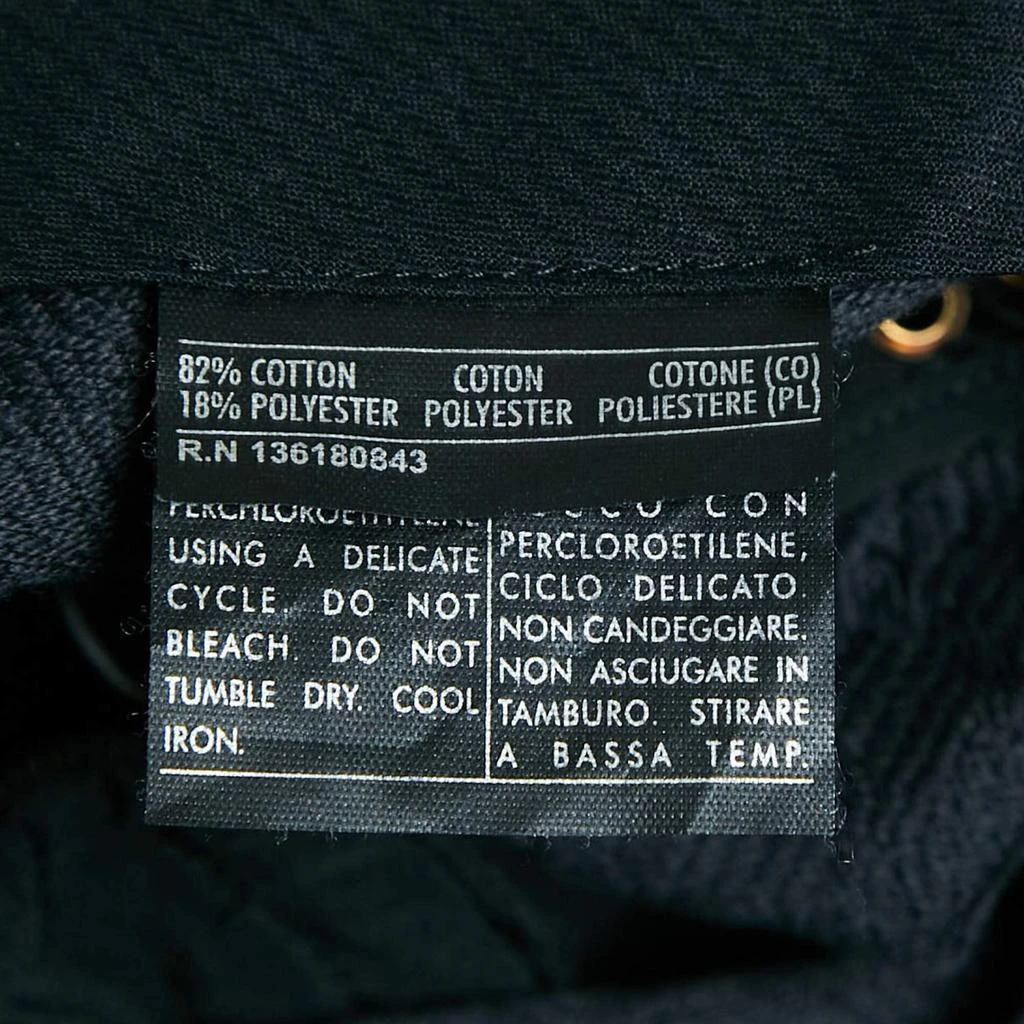 82% COTTON COTON COTONE (CO)
18% POLYESTER POLYESTER POLIESTERE (PL)
R.N 136180843
PERCHLOROETHYLENE
USING A DELICATE
CYCLE. DO NOT
BLEACH. DO NOT
TUMBLE DRY. COOL
IRON.
CON
PERCLOROETILENE,
CICLO DELICATO.
NON CANDEGGIARE.
NON ASCIUGARE IN
TAMBURO. STIRARE
A BASSA TEMP.